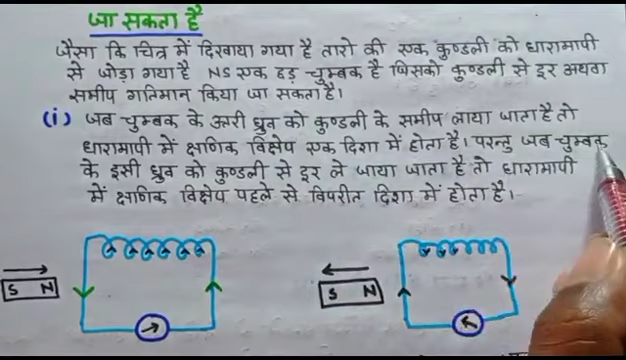 जा सकता है
जैसा कि चित्र में दिखाया गया है तारो की एक कुण्डली को धारामापी
से जोड़ा गया है NS एक दड़ चुम्बक है जिसको कुण्डली से दूर अथवा
समीप गतिमान किया जा सकता है।
(i) जब चुम्बक के उत्तरी ध्रुव को कुण्डली के समीप लाया जाता है तो
धारामापी में क्षणिक विक्षेप एक दिशा में होता है। परन्तु जब चुम्बक
के इसी ध्रुव को कुण्डली से दूर ले जाया जाता है तो धारामापी
में क्षणिक विक्षेप पहले से विपरीत दिशा में होता है।
S N
S N